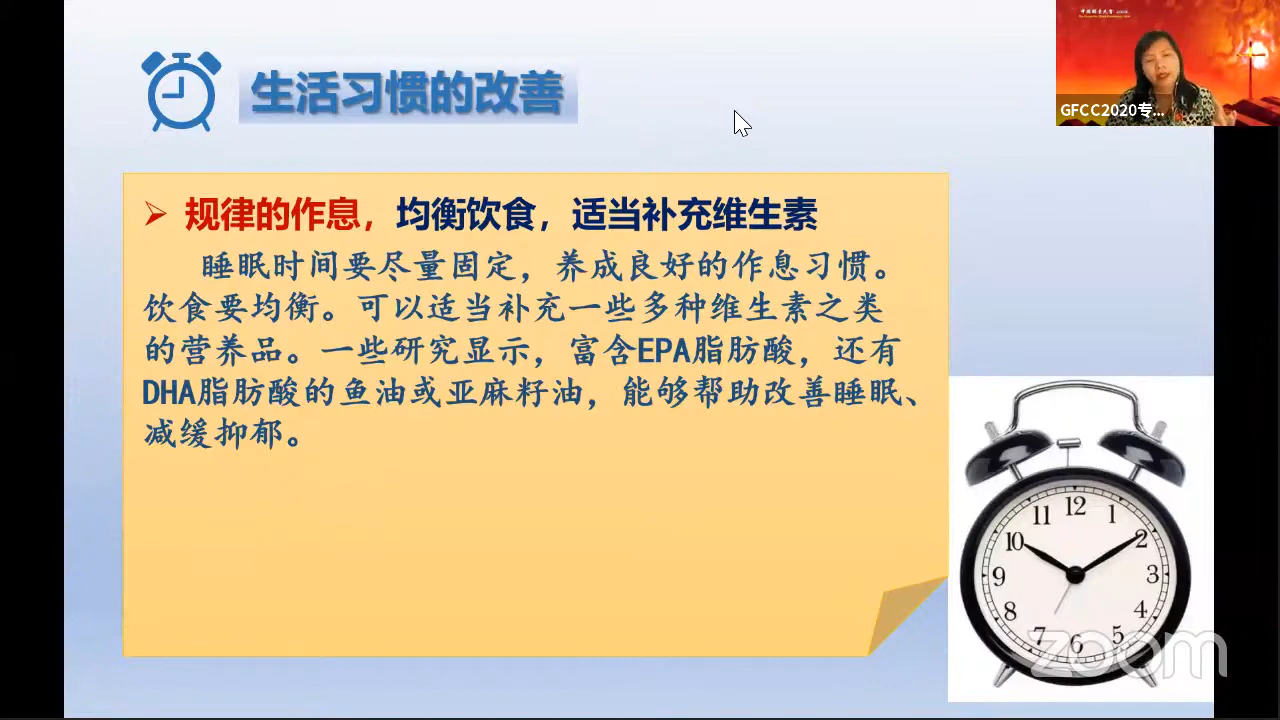 生活习惯的改善
GFCC2020专...
规律的作息，均衡饮食，适当补充维生素
睡眠时间要尽量固定，养成良好的作息习惯。
饮食要均衡。可以适当补充一些多种维生素之类
的营养品。一些研究显示，富含EPA脂肪酸，还有
DHA脂肪酸的鱼油或亚麻籽油，能够帮助改善睡眠、
减缓抑郁。
12
11 1
10 2
9 3
8 4
7 6 5
zoom